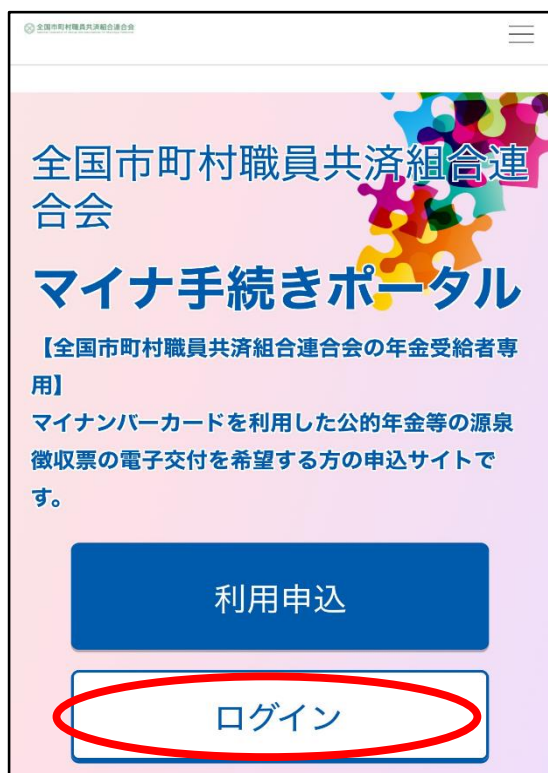 全国市町村職員共済組合連合会
全国市町村職員共済組合連
合会
マイナ手続きポータル
【全国市町村職員共済組合連合会の年金受給者専
用】
マイナンバーカードを利用した公的年金等の源泉
徴収票の電子交付を希望する方の申込サイトで
す。
利用申込
ログイン